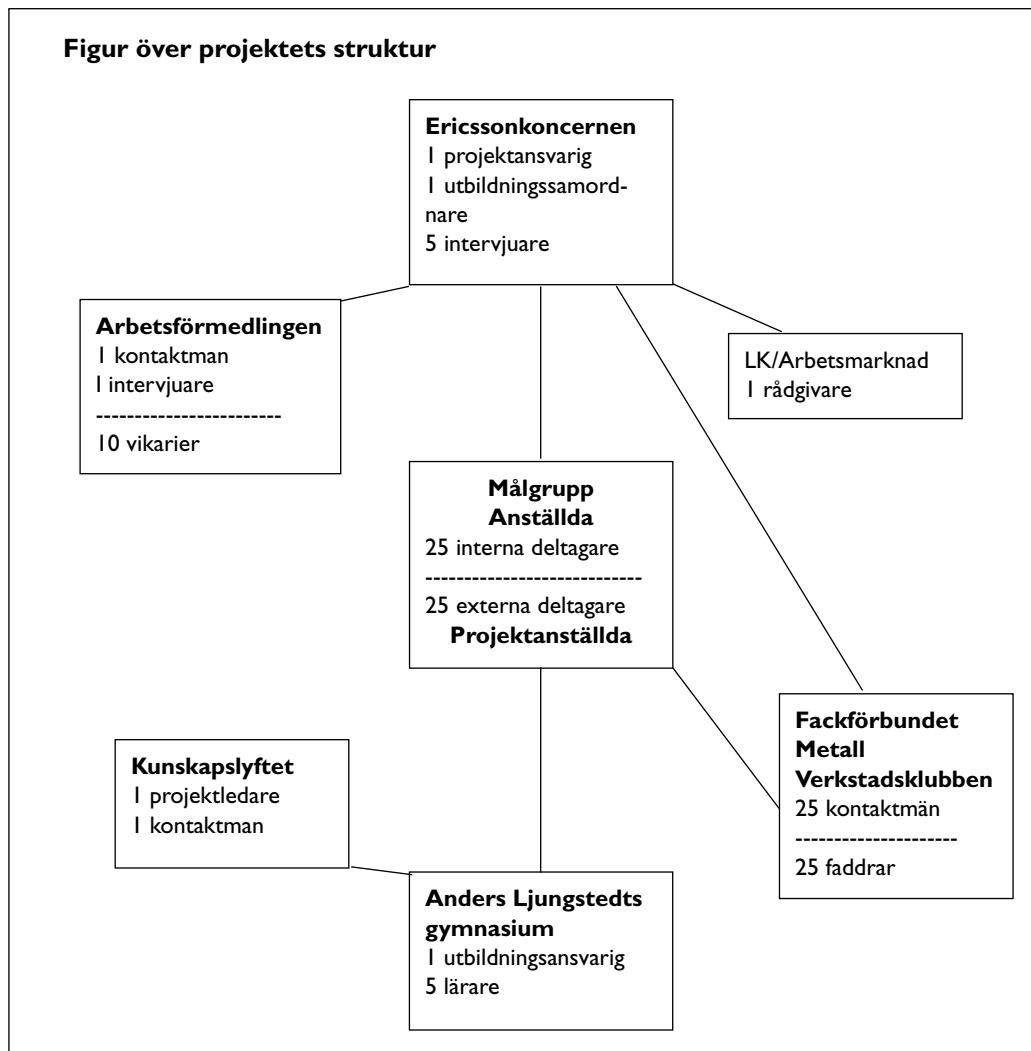 Figur över projektets struktur
Ericssonkoncernen
1 projektansvarig
1 utbildningssamord-
nare
5 intervjuare
Arbetsförmedlingen
1 kontaktman
1 intervjuare
------------------------
10 vikarier
LK/Arbetsmarknad
1 rådgivare
Målgrupp
Anställda
25 interna deltagare
----------------------------
25 externa deltagare
Projektanställda
Kunskapslyftet
1 projektledare
1 kontaktman
Fackförbundet
Metall
Verkstadsklubben
25 kontaktmän
---------------------
25 faddrar
Anders Ljungstedts
gymnasium
1 utbildningsansvarig
5 lärare